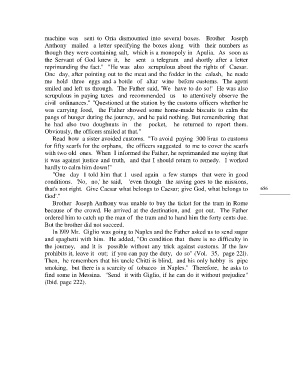 machine was sent to Oria dismounted into several boxes. Brother Joseph
Anthony mailed a letter specifying the boxes along with their numbers as
though they were containing salt, which is a monopoly in Apulia. As soon as
the Servant of God knew it, he sent a telegram and shortly after a letter
reprimanding the fact." "He was also scrupulous about the rights of Caesar.
One day, after pointing out to the meat and the fodder in the calash, he made
me hold three eggs and a bottle of altar wine at the customs office. The agent
smiled and left us through. The Father said, 'We have to do so!' He was also
scrupulous in paying taxes and recommended us to attentively observe the
civil ordinances." "Questioned at the station by the customs officers whether he
was carrying food, the Father showed some home-made biscuits to calm the
pangs of hunger during the journey, and he paid nothing. But remembering that
he had also two doughnuts in the pocket, he returned to report them.
Obviously, the officers smiled at that".
Read how a sister avoided customs. "To avoid paying 300 liras to customs
for fifty scarfs for the orphans, the officers suggested to me to cover the scarfs
with two old ones. When I informed the Father, he reprimanded me saying that
it was against justice and truth, and that I should return to remedy. I worked
hardly to calm him down!"
"One day I told him that I used again a few stamps that were in good
conditions. 'No, no,' he said, 'even though the saving goes to the missions,
that's not right. Give Caesar what belongs to Caesar; give God, what belongs to
God'."
Brother Joseph Anthony was unable to buy the ticket for the tram in Rome
because of the crowd. He arrived at the destination and got out. The Father
ordered him to catch up the man of the tram and to hand him the forty cents due.
But the brother did not succeed.
In 1919 Mr. Giglio was going to Naples and the Father asked us to send sugar
and spaghetti with him. He added, "On condition that there is no difficulty in
the journey, and it is possible without any trick against customs. If the law
prohibits it, leave it out; if you can pay the duty, do so" (Vol. 35, page 221).
Then, he remembers that his uncle Chitti is blind, and his only hobby is pipe
smoking, but there is a scarcity of tobacco in Naples." Therefore, he asks to
find some in Messina. "Send it with Giglio, if he can do it without prejudice"
(Ibid. page 222).